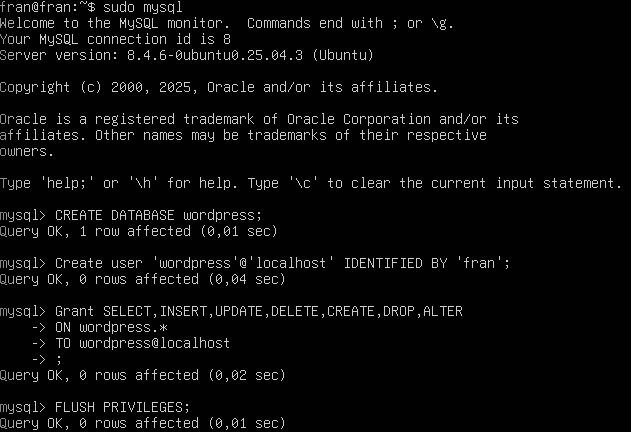 fran@fran:~$ sudo mysql
Welcome to the MySQL monitor.  Commands end with ; or \g.
Your MySQL connection id is 8
Server version: 8.4.6-0ubuntu0.25.04.3 (Ubuntu)

Copyright (c) 2000, 2025, Oracle and/or its affiliates.

Oracle is a registered trademark of Oracle Corporation and/or its
affiliates. Other names may be trademarks of their respective
owners.

Type 'help;' or '\h' for help. Type '\c' to clear the current input statement.

mysql> CREATE DATABASE wordpress;
Query OK, 1 row affected (0,01 sec)

mysql> Create user 'wordpress'@'localhost' IDENTIFIED BY 'fran';
Query OK, 0 rows affected (0,04 sec)

mysql> Grant SELECT,INSERT,UPDATE,DELETE,CREATE,DROP,ALTER
    -> ON wordpress.*
    -> TO wordpress@localhost
    -> ;
Query OK, 0 rows affected (0,02 sec)

mysql> FLUSH PRIVILEGES;
Query OK, 0 rows affected (0,01 sec)